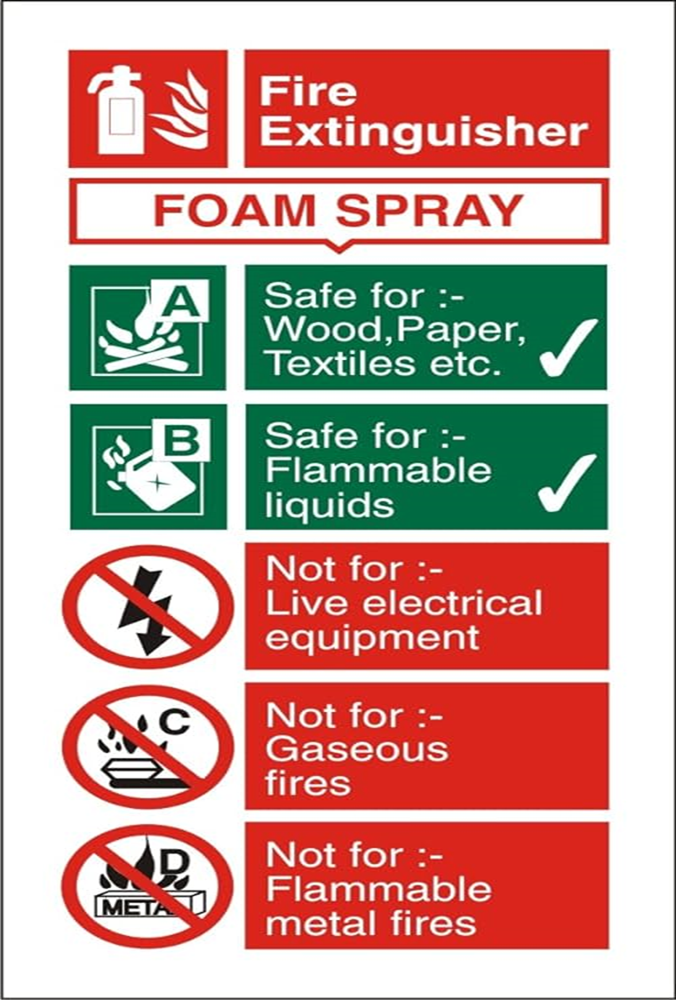 Fire
Extinguisher
FOAM SPRAY
A
Safe for :-
Wood,Paper,
Textiles etc.
B
Safe for :-
Flammable
liquids
Not for :-
Live electrical
equipment
C
Not for :-
Gaseous
fires
D
METAL
Not for :-
Flammable
metal fires